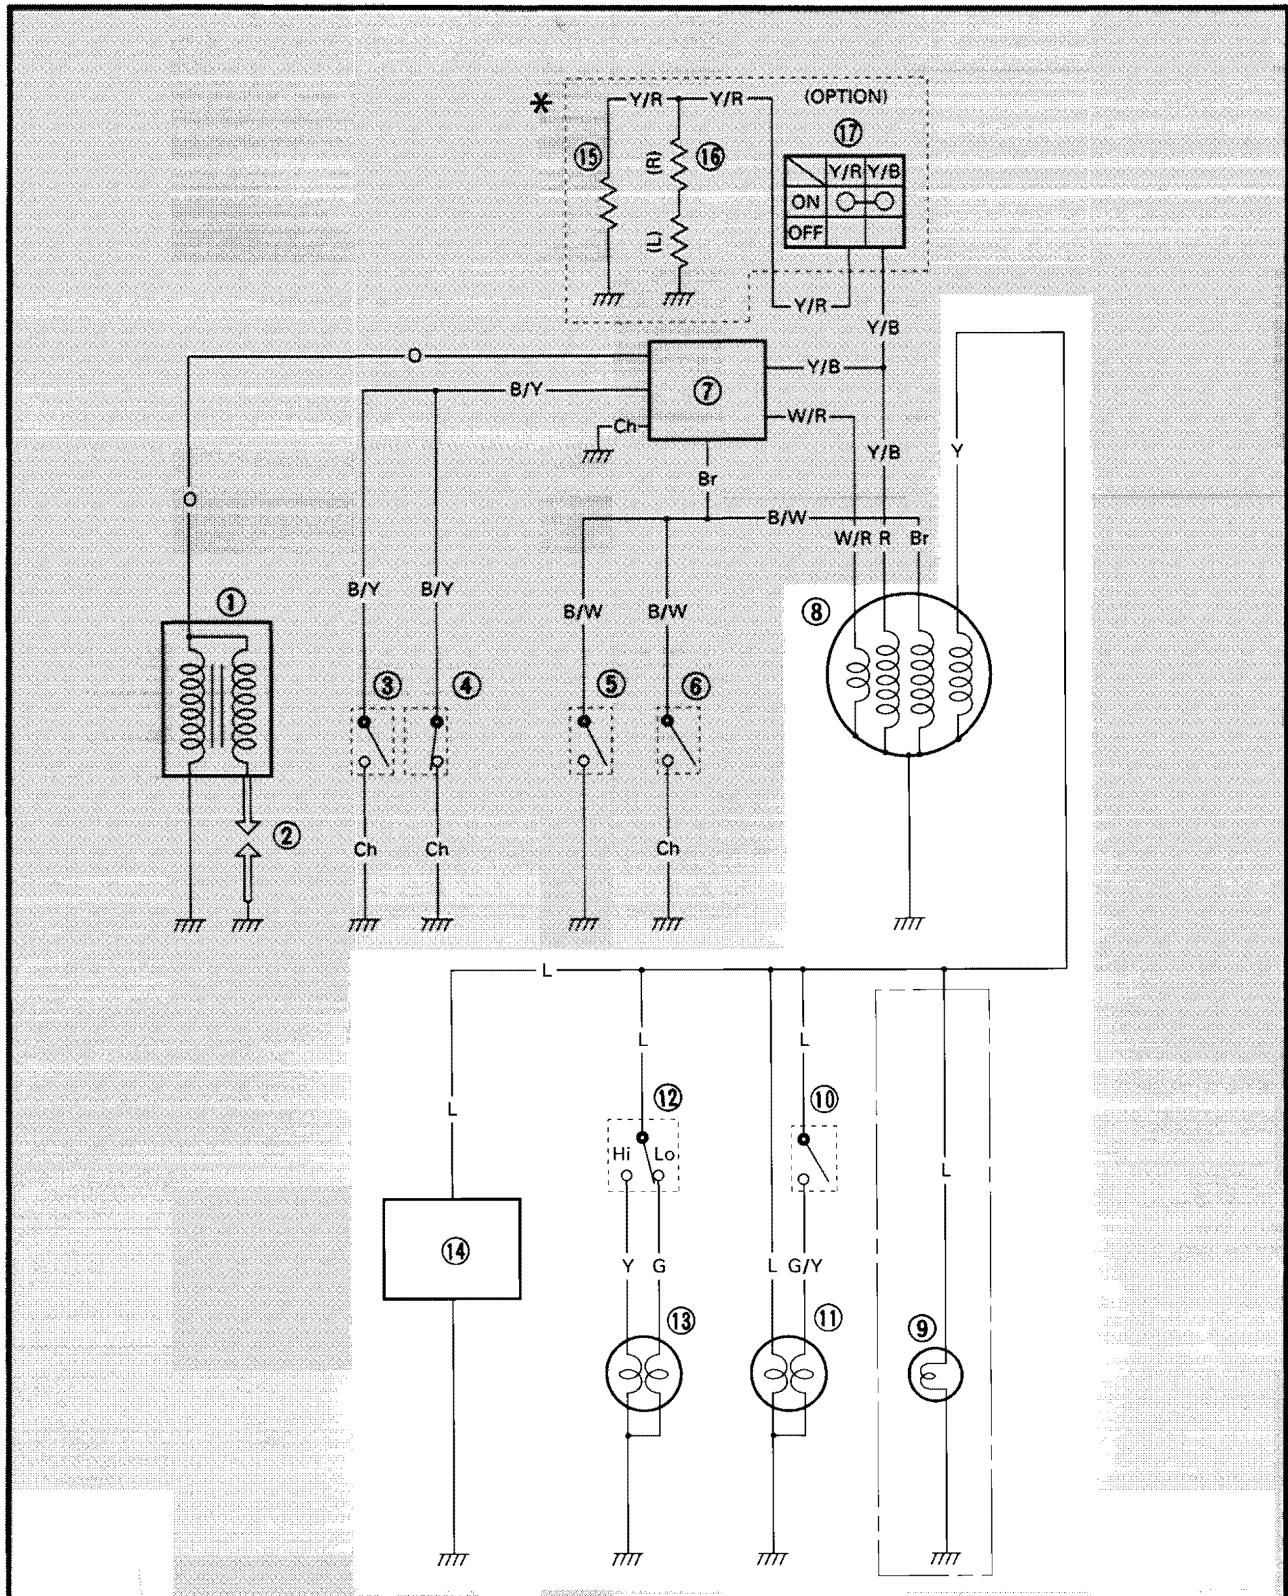 * Y/R Y/R (OPTION)
⑰
⑮ (R) ⑯ Y/R Y/B
ON
(L) OFF
Y/R
Y/B
O Y/B
B/Y ⑦
W/R
Ch
Y/B Y
Br
O
B/W
W/R R Br
B/Y B/Y
① B/W B/W ⑧
③ ④ ⑤ ⑥
②
Ch Ch Ch
L
L L
⑫ ⑩
L
Hi Lo L
⑭ Y G L G/Y
⑬ ⑪ ⑨